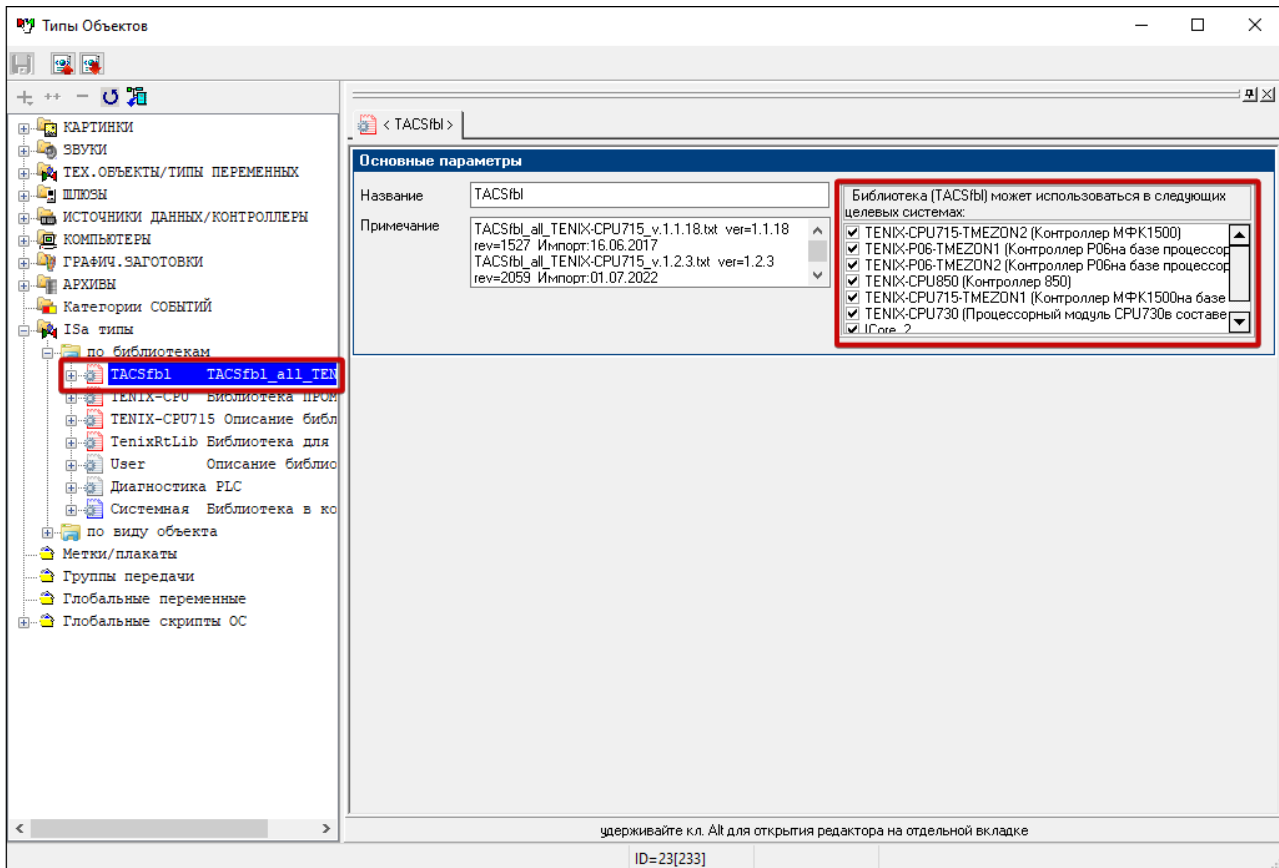 Типы Объектов
КАРТИНКИ
ЗВУКИ
ТЕХ.ОБЪЕКТЫ/ТИПЫ ПЕРЕМЕННЫХ
ШЛЮЗЫ
ИСТОЧНИКИ ДАННЫХ/КОНТРОЛЛЕРЫ
КОМПЬЮТЕРЫ
ГРАФИЧ.ЗАГОТОВКИ
АРХИВЫ
Категории СОБЫТИЙ
ISa типы
по библиотекам
TACSfbl TACSfbl_all_TEN
TENIX-CPU Библиотека ПРОМ
TENIX-CPU715 Описание библ
TenixRtLib Библиотека для
User Описание библио
Диагностика PLC
Системная Библиотека в ко
по виду объекта
Метки/плакаты
Группы передачи
Глобальные переменные
Глобальные скрипты ОС
< TACSfbl >
Основные параметры
Название
TACSfbl
Примечание
TACSfbl_all_TENIX-CPU715_v.1.1.18.txt ver=1.1.18
rev=1527 Импорт:16.06.2017
TACSfbl_all_TENIX-CPU715_v.1.2.3.txt ver=1.2.3
rev=2059 Импорт:01.07.2022
Библиотека (TACSfbl) может использоваться в следующих
целевых системах:
TENIX-CPU715-TMEZON2 (Контроллер МФК1500)
TENIX-P06-TMEZON1 (Контроллер Р06на базе процессор
TENIX-P06-TMEZON2 (Контроллер Р06на базе процессор
TENIX-CPU850 (Контроллер 850)
TENIX-CPU715-TMEZON1 (Контроллер МФК1500на базе
TENIX-CPU730 (Процессорный модуль CPU730в составе
ICore_2
удерживайте кл. Alt для открытия редактора на отдельной вкладке
ID=23[233]